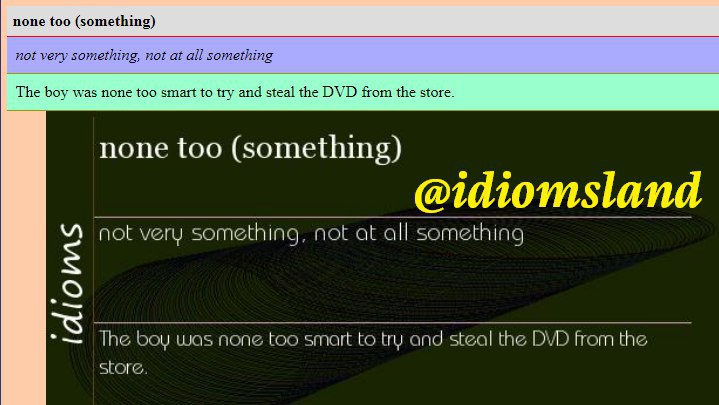 none too (something)
not very something, not at all something
The boy was none too smart to try and steal the DVD from the store.
none too (something)
@idiomsland
not very something, not at all something
idioms
The boy was none too smart to try and steal the DVD from the
store.